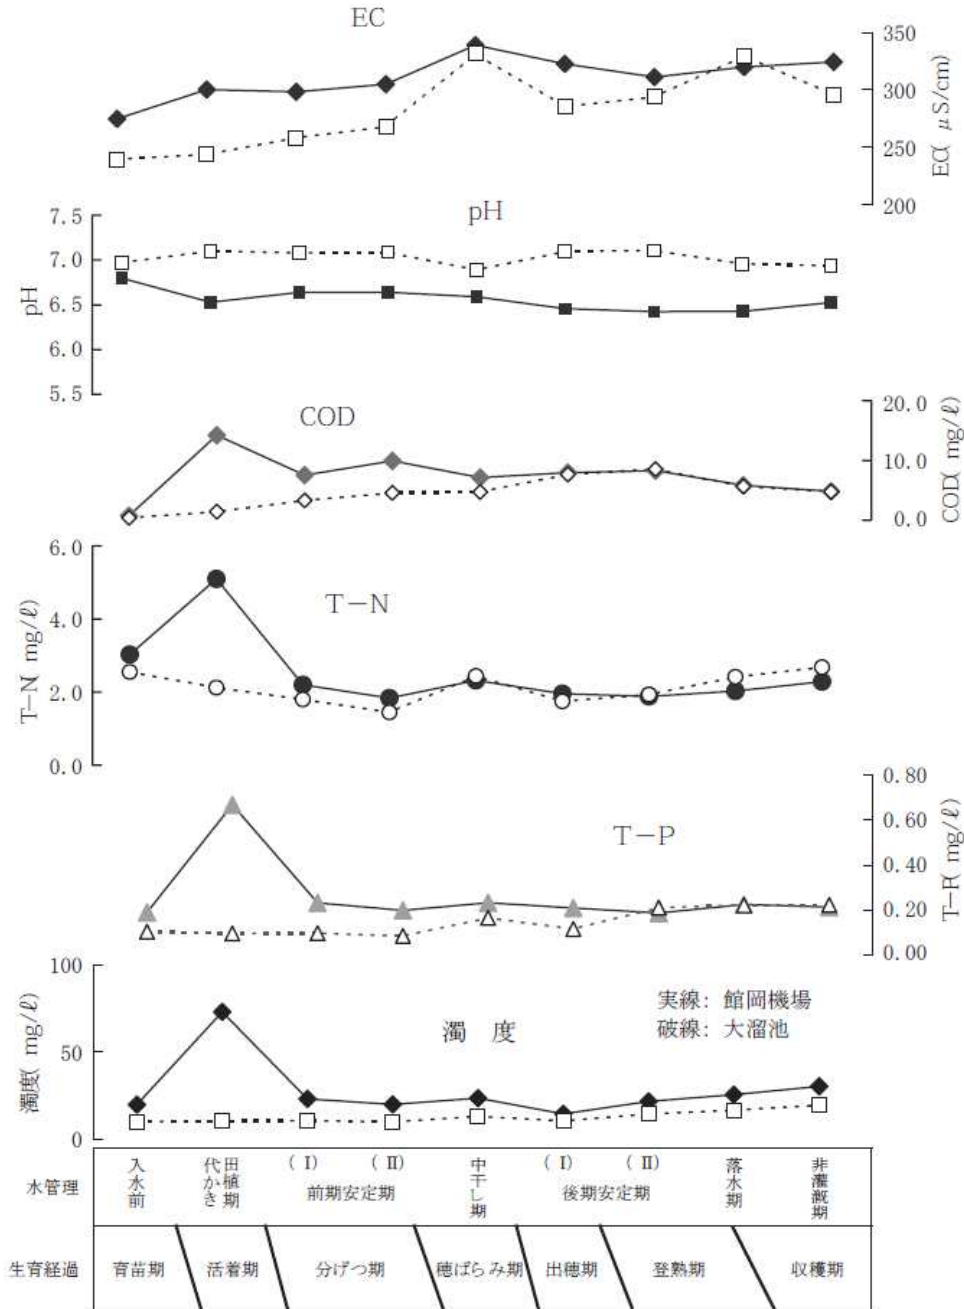 EC
350
300
250
200
EC( μS/cm)
pH
7.5
7.0
6.5
6.0
5.5
pH
COD
20.0
10.0
0.0
COD( mg/ℓ)
T-N
6.0
4.0
2.0
0.0
T-N mg/ℓ)
T-P
0.80
0.60
0.40
0.20
0.00
T-P( mg/ℓ)
100
50
0
濁度( mg/ℓ)
濁 度
実線: 館岡機場
破線: 大溜池
水管理
入水前
代かき
田植期
( I) ( II)
前期安定期
中干し期
( I) ( II)
後期安定期
落水期
非灌漑期
生育経過 育苗期 活着期 分げつ期 穂ばらみ期 出穂期 登熟期 収穫期